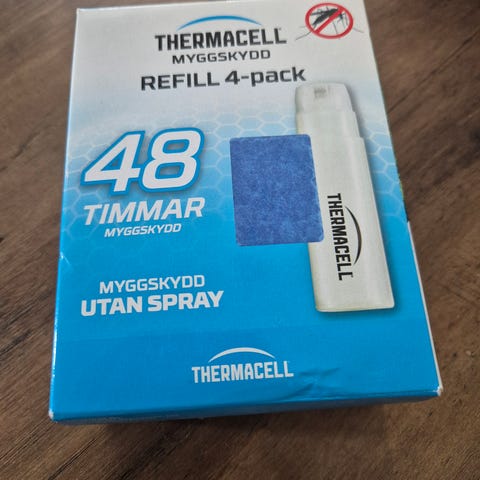 THERMACELL
MYGGSKYDD
REFILL 4-pack
48
TIMMAR
MYGGSKYDD
THERMACELL
MYGGSKYDD
UTAN SPRAY
THERMACELL